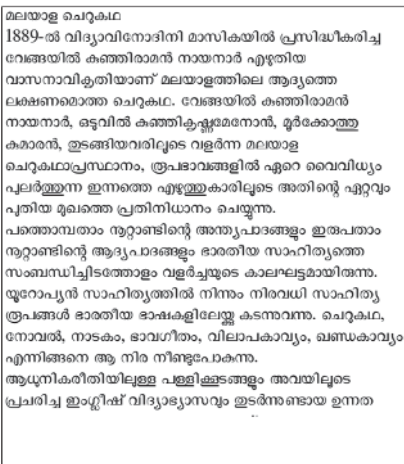 മലയാള ചെറുകഥ
1889-ൽ വിദ്യാവിനോദിനി മാസികയിൽ പ്രസിദ്ധീകരിച്ച
വേങ്ങയിൽ കുഞ്ഞിരാമൻ നായനാർ എഴുതിയ
വാസനാവികൃതിയാണ് മലയാളത്തിലെ ആദ്യത്തെ
ലക്ഷണമൊത്ത ചെറുകഥ. വേങ്ങയിൽ കുഞ്ഞിരാമൻ
നായനാർ, ഒടുവിൽ കുഞ്ഞികൃഷ്ണമേനോൻ, മൂർക്കോത്തു
കുമാരൻ, തുടങ്ങിയവരിലൂടെ വളർന്ന മലയാള
ചെറുകഥാപ്രസ്ഥാനം, രൂപഭാവങ്ങളിൽ ഏറെ വൈവിധ്യം
പുലർത്തുന്ന ഇന്നത്തെ എഴുത്തുകാരിലൂടെ അതിന്റെ ഏറ്റവും
പുതിയ മുഖത്തെ പ്രതിനിധാനം ചെയ്യുന്നു.
പത്തൊമ്പതാം നൂറ്റാണ്ടിന്റെ അന്ത്യപാദങ്ങളും ഇരുപതാം
നൂറ്റാണ്ടിന്റെ ആദ്യപാദങ്ങളും ഭാരതീയ സാഹിത്യത്തെ
സംബന്ധിച്ചിടത്തോളം വളർച്ചയുടെ കാലഘട്ടമായിരുന്നു.
യൂറോപ്യൻ സാഹിത്യത്തിൽ നിന്നും നിരവധി സാഹിത്യ
രൂപങ്ങൾ ഭാരതീയ ഭാഷകളിലേയ്ക്കു കടന്നുവന്നു. ചെറുകഥ,
നോവൽ, നാടകം, ഭാവഗീതം, വിലാപകാവ്യം, ഖണ്ഡകാവ്യം
എന്നിങ്ങനെ ആ നിര നീണ്ടുപോകുന്നു.
ആധുനികരീതിയിലുള്ള പള്ളിക്കൂടങ്ങളും അവയിലൂടെ
പ്രചരിച്ച ഇംഗ്ലീഷ് വിദ്യാഭ്യാസവും തുടർന്നുണ്ടായ ഉന്നത